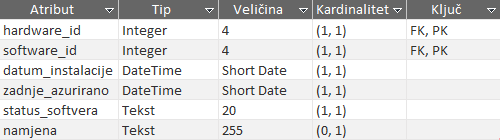 Atribut Tip Veličina Kardinalitet Ključ
hardware_id Integer 4 (1, 1) FK, PK
software_id Integer 4 (1, 1) FK, PK
datum_instalacije DateTime Short Date (1, 1)
zadnje_azurirano DateTime Short Date (1, 1)
status_softvera Tekst 20 (1, 1)
namjena Tekst 255 (0, 1)